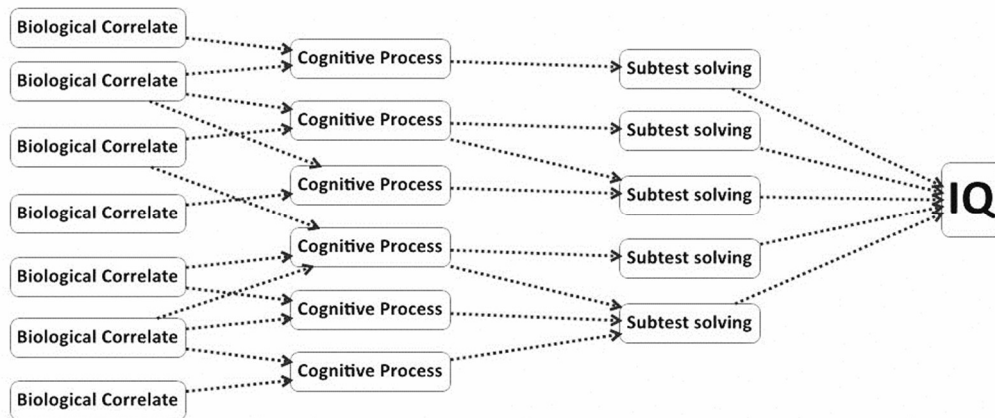 Biological Correlate
Biological Correlate
Biological Correlate
Biological Correlate
Biological Correlate
Biological Correlate
Biological Correlate
Cognitive Process
Cognitive Process
Cognitive Process
Cognitive Process
Cognitive Process
Cognitive Process
Subtest solving
Subtest solving
Subtest solving
Subtest solving
Subtest solving
IQ